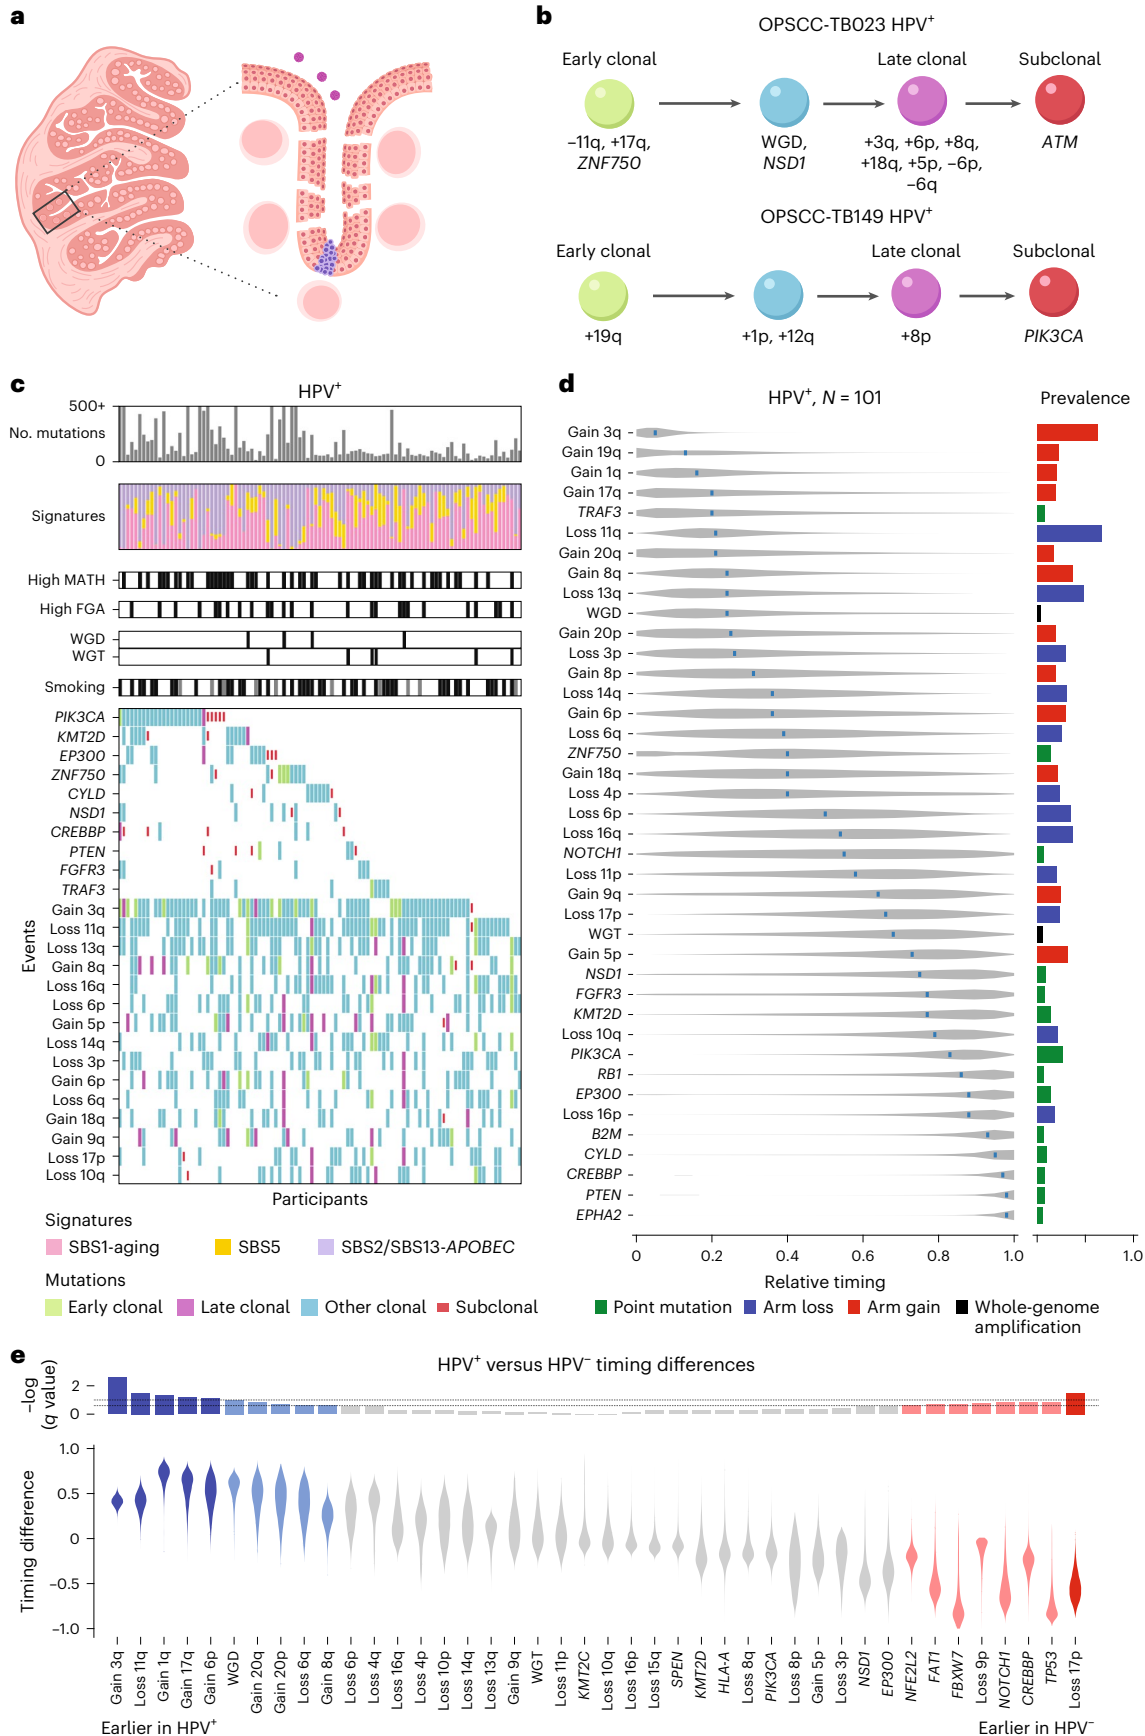 a
b
OPSCC-TB023 HPV+
Early clonal
Late clonal
Subclonal
–11q, +17q,
ZNF750
WGD,
NSD1
+3q, +6p, +8q,
+18q, +5p, –6p,
–6q
ATM
OPSCC-TB149 HPV+
Early clonal
Late clonal
Subclonal
+19q
+1p, +12q
+8p
PIK3CA
c
HPV+
500+
No. mutations
0
Signatures
High MATH
High FGA
WGD
WGT
Smoking
Events
PIK3CA
KMT2D
EP300
ZNF750
CYLD
NSD1
CREBBP
PTEN
FGFR3
TRAF3
Gain 3q
Loss 11q
Loss 13q
Gain 8q
Loss 16q
Loss 6p
Gain 5p
Loss 14q
Loss 3p
Gain 6p
Loss 6q
Gain 18q
Gain 9q
Loss 17p
Loss 10q
Participants
Signatures
SBS1-aging
SBS5
SBS2/SBS13-APOBEC
Mutations
Early clonal
Late clonal
Other clonal
Subclonal
d
HPV+, N = 101
Prevalence
Gain 3q
Gain 19q
Gain 1q
Gain 17q
TRAF3
Loss 11q
Gain 20q
Gain 8q
Loss 13q
WGD
Gain 20p
Loss 3p
Gain 8p
Loss 14q
Gain 6p
Loss 6q
ZNF750
Gain 18q
Loss 4p
Loss 6p
Loss 16q
NOTCH1
Loss 11p
Gain 9q
Loss 17p
WGT
Gain 5p
NSD1
FGFR3
KMT2D
Loss 10q
PIK3CA
RB1
EP300
Loss 16p
B2M
CYLD
CREBBP
PTEN
EPHA2
0 0.2 0.4 0.6 0.8 1.0
1.0
Relative timing
Point mutation
Arm loss
Arm gain
Whole-genome
amplification
e
HPV+ versus HPV– timing differences
–log
(q value)
2
0
Timing difference
1.0
0.5
0
–0.5
–1.0
Gain 3q
Loss 11q
Gain 1q
Gain 17q
Gain 6p
WGD
Gain 20q
Gain 20p
Loss 6q
Gain 8q
Loss 6p
Loss 4q
Loss 16q
Loss 4p
Loss 10p
Loss 14q
Loss 13q
Gain 9q
WGT
Loss 11p
KMT2C
Loss 10q
Loss 16p
Loss 15q
SPEN
KMT2D
HLA-A
Loss 8q
PIK3CA
Loss 8p
Gain 5p
Loss 3p
NSD1
EP300
NFE2L2
FAT1
FBXW7
Loss 9p
NOTCH1
CREBBP
TP53
Loss 17p
Earlier in HPV+
Earlier in HPV–